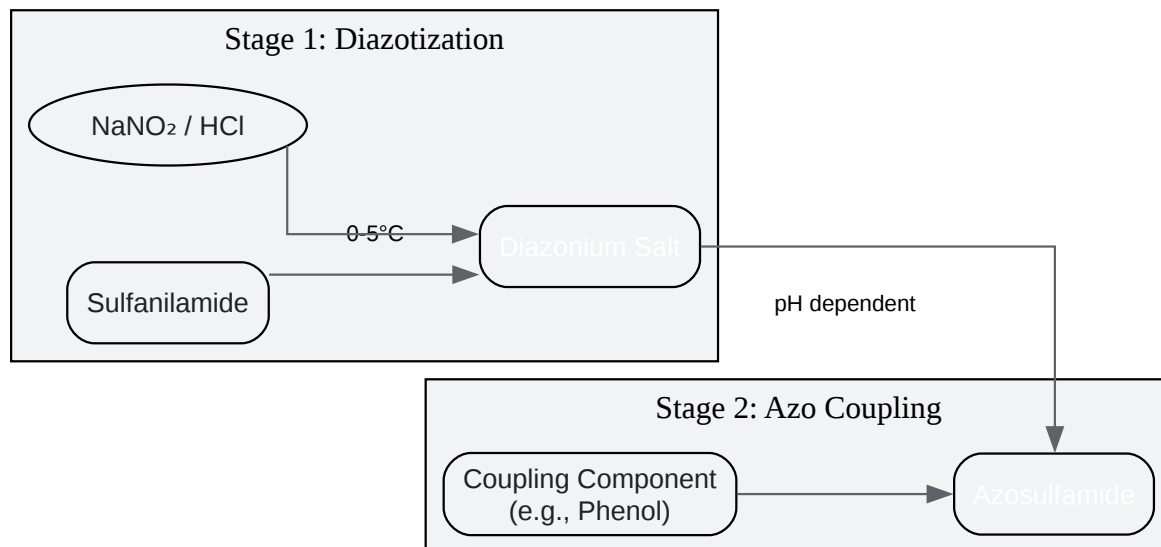 Stage 1: Diazotization
NaNO₂ / HCl
0-5°C
Diazonium Salt
Sulfanilamide
pH dependent
Stage 2: Azo Coupling
Coupling Component
(e.g., Phenol)
Azosulfamide